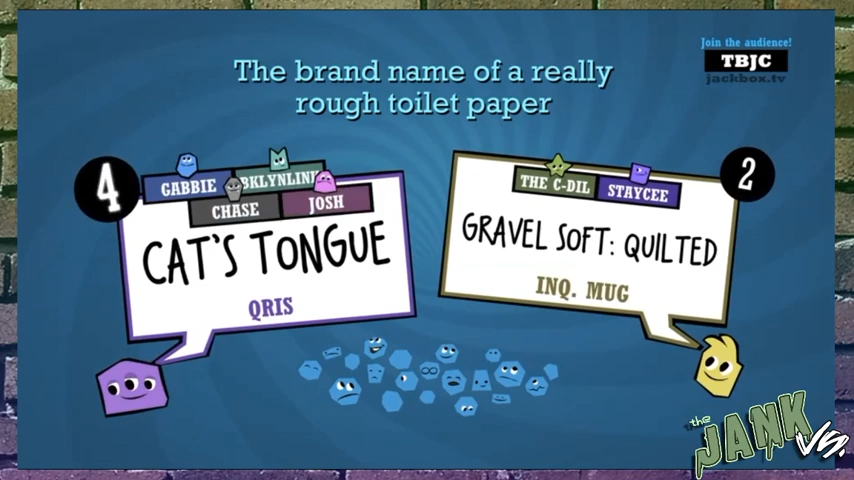 Join the audience!
TBJC
jackbox.tv
The brand name of a really
rough toilet paper
4
GABBIE
BKLYNLINK
CHASE
JOSH
CAT'S TONGUE
QRIS
2
THE C-DIL
STAYCEE
GRAVEL SOFT: QUILTED
INQ. MUG
the
JANK
VS.